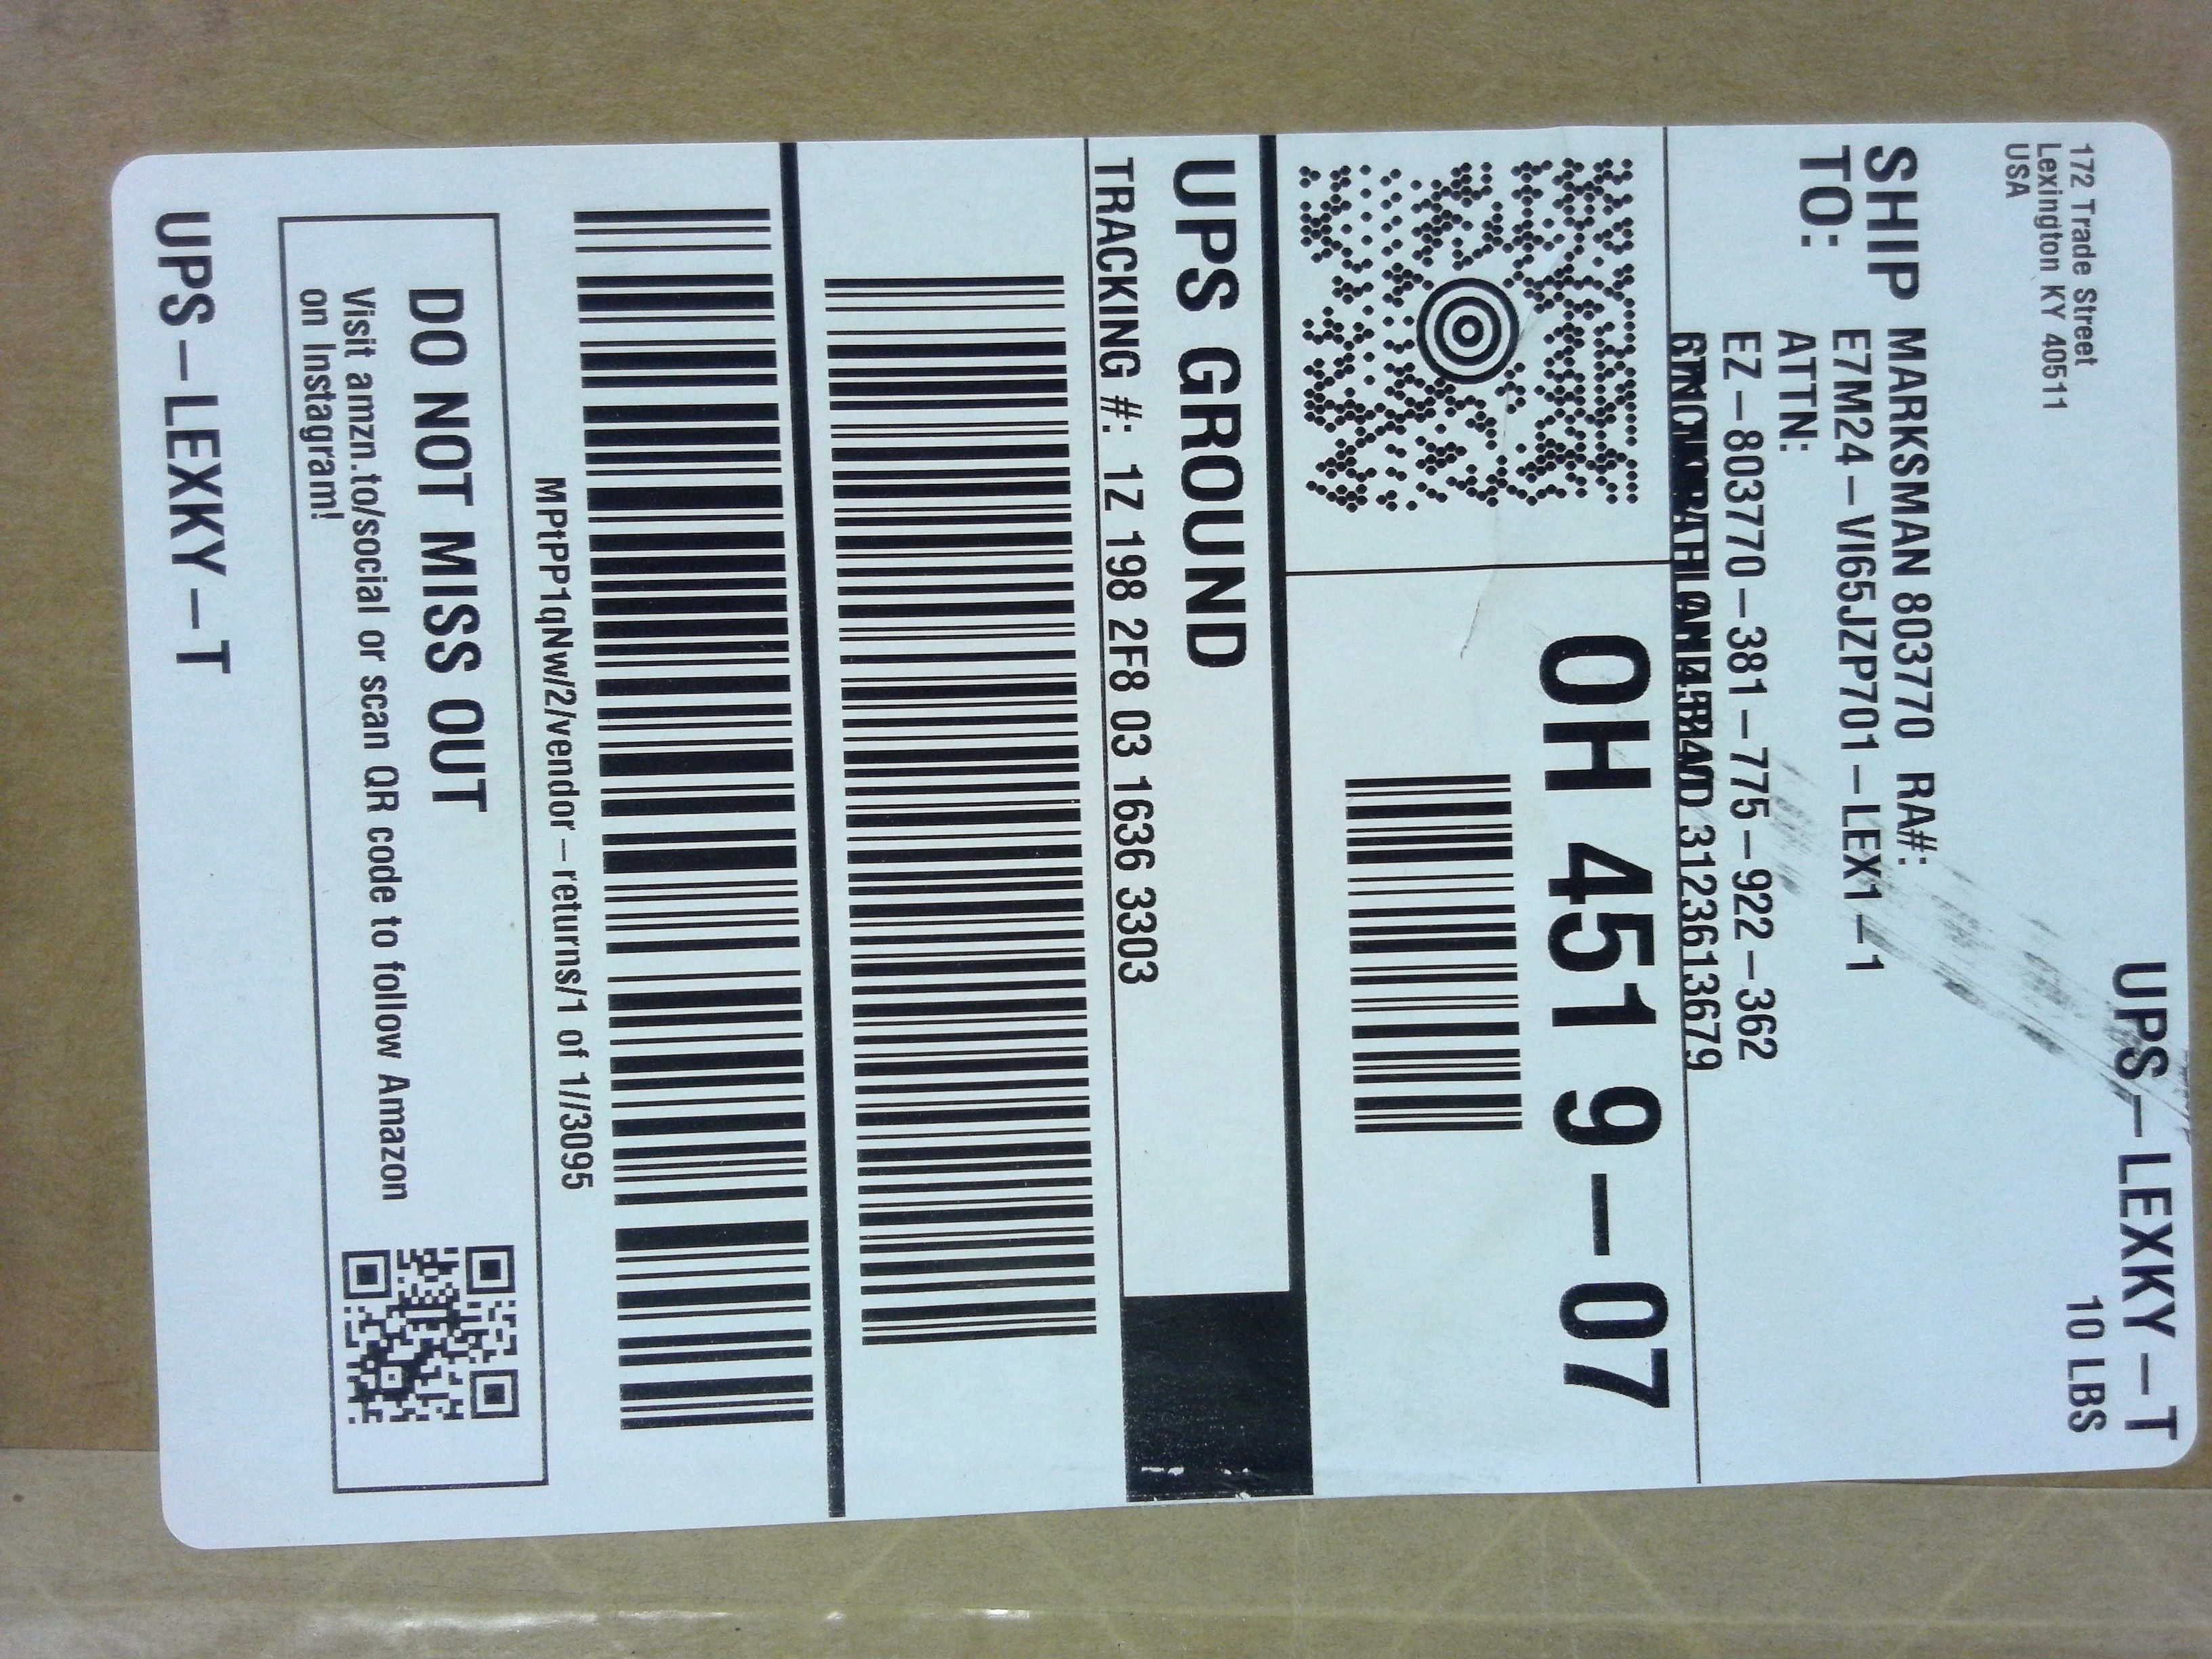 UPS-LEXKY-T
172 Trade Street
Lexington, KY 40511
USA
10 LBS
SHIP
TO:
MARKSMAN 803770 RA#:
E7M24-VI65JZP701-LEX1-1
ATTN:
EZ-803770-381-775-922-362
3123613679
OH 451 9-07
UPS GROUND
TRACKING #: 1Z 198 2F8 03 1636 3303
MPtPP1qNw/2/vendor-returns/1 of 1//3095
DO NOT MISS OUT
Visit amzn.to/social or scan QR code to follow Amazon
on Instagram!
UPS-LEXKY-T